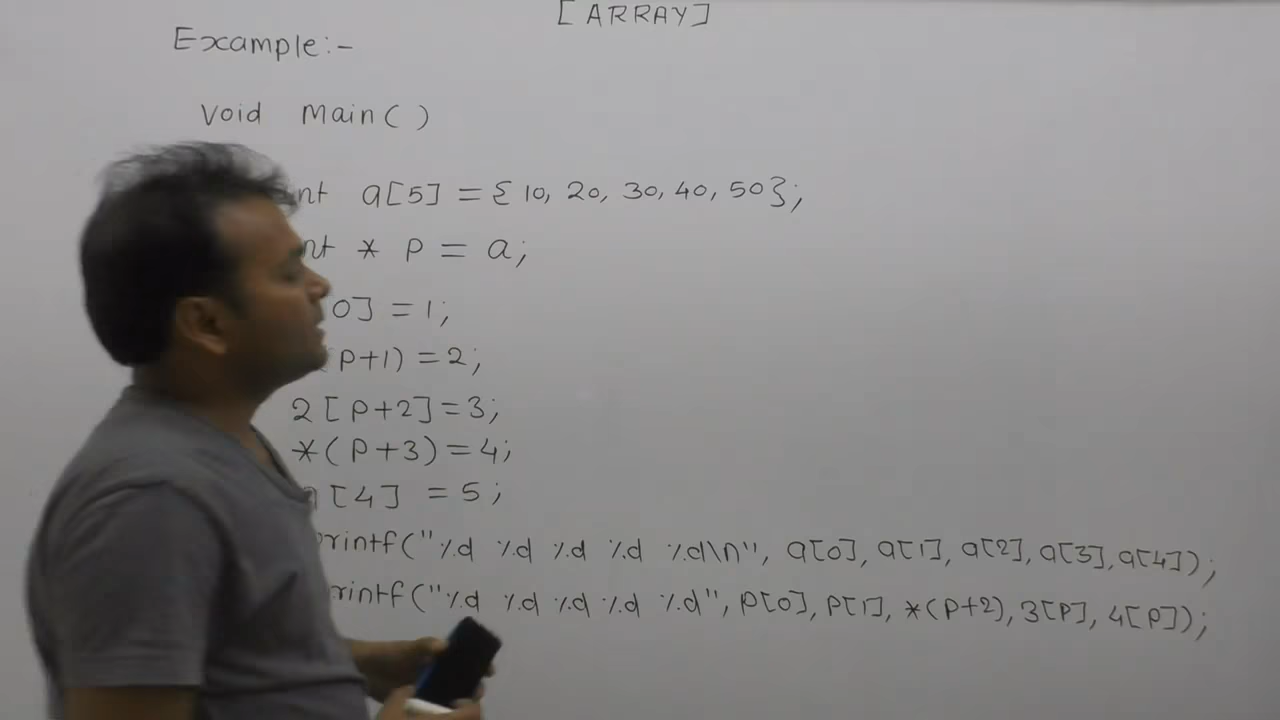 [ARRAY]
Example:-
Void Main( )
nt a[5] = { 10, 20, 30, 40, 50};
nt * p = a;
0] = 1;
p+1) = 2;
2[p+2]=3;
*(p+3)=4;
[4] = 5;
printf("%d %d %d %d %d\n", a[0], a[1], a[2], a[3], a[4]);
rintf("%d %d %d %d %d", p[0], p[1], *(p+2), 3[p], 4[p]);